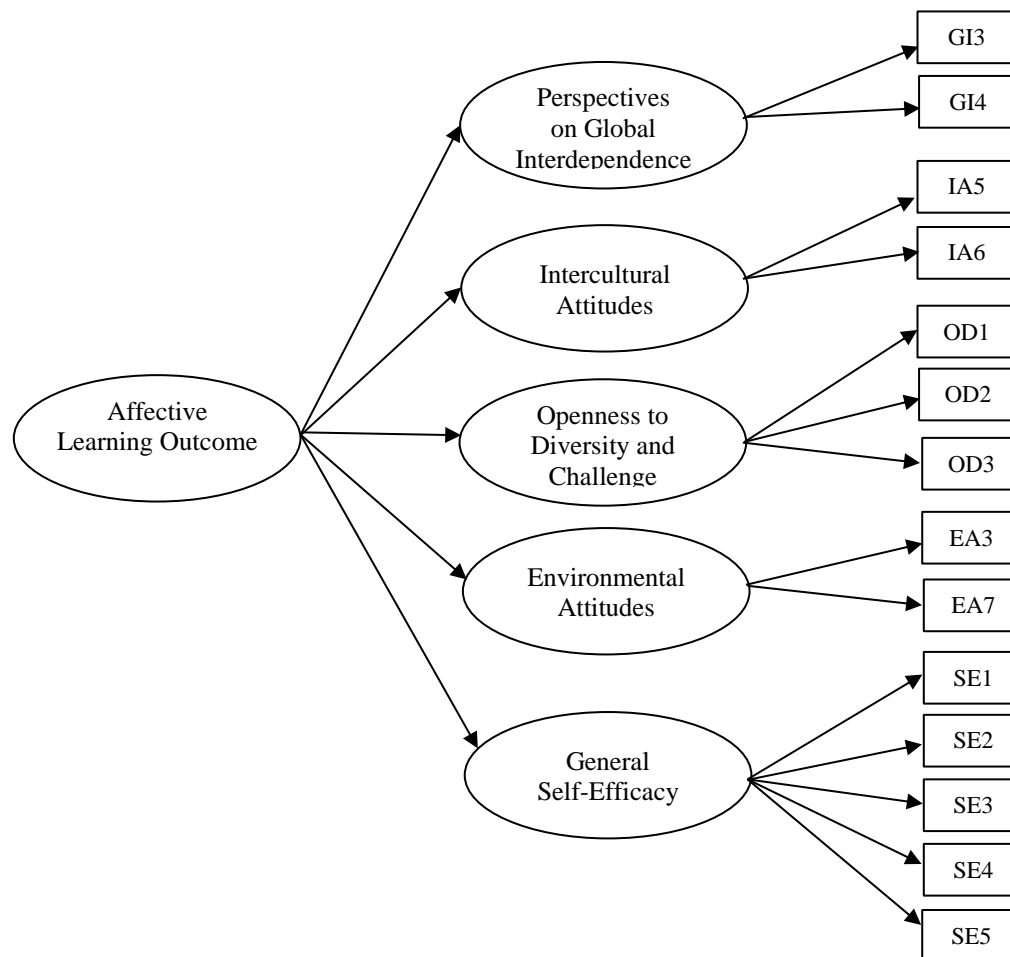 GI3
Perspectives
on Global
Interdependence
GI4
IA5
Intercultural
Attitudes
IA6
OD1
Affective
Learning Outcome
Openness to
Diversity and
Challenge
OD2
OD3
EA3
Environmental
Attitudes
EA7
SE1
General
Self-Efficacy
SE2
SE3
SE4
SE5